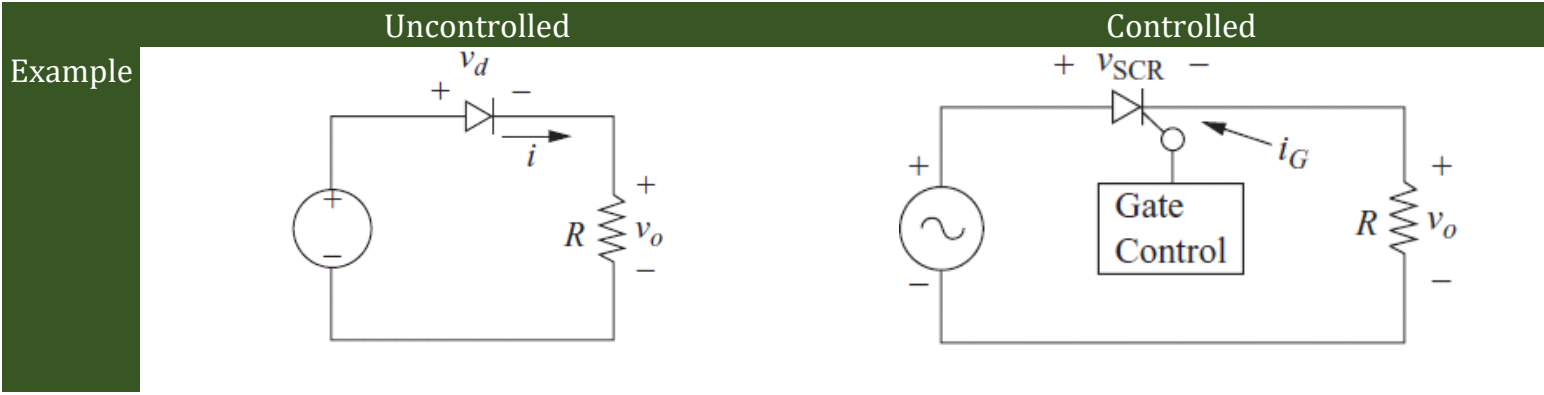 Uncontrolled Controlled
Example
v_d
+ −
i
+
−
R
+
v_o
−
+ v_SCR −
i_G
+
−
Gate
Control
R
+
v_o
−